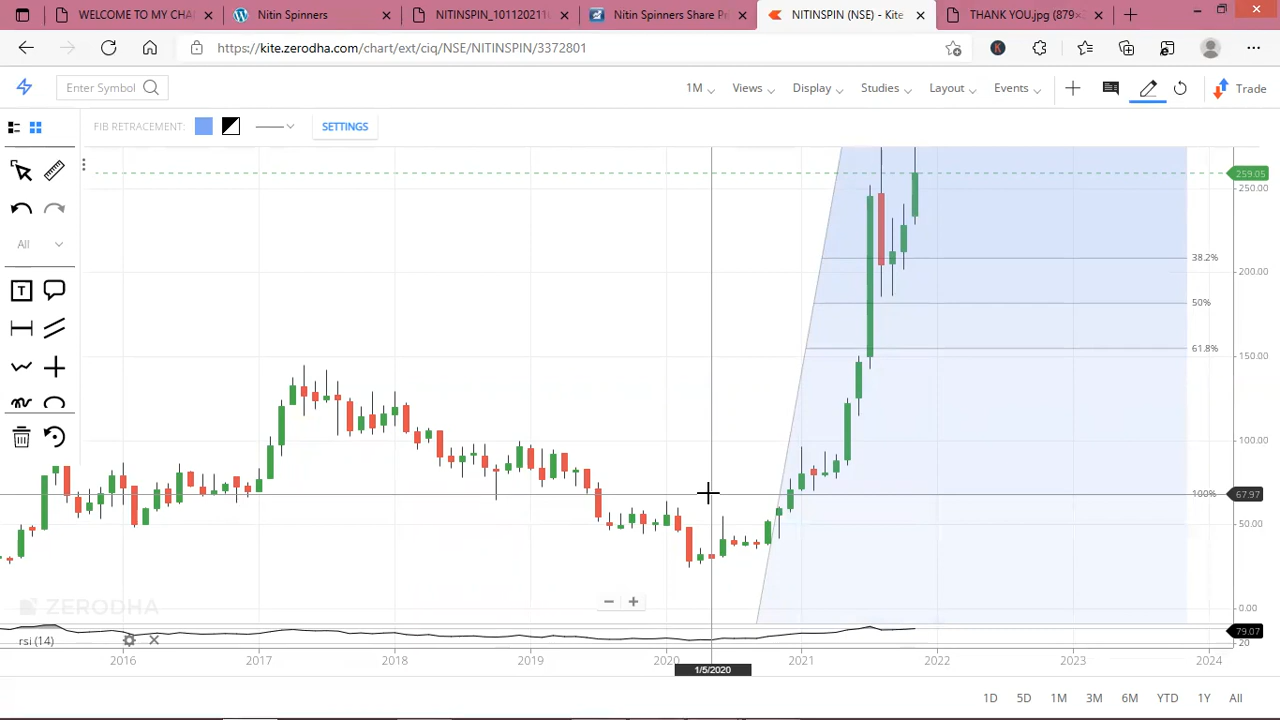 WELCOME TO MY CHA
Nitin Spinners
NITINSPIN_1011202110
Nitin Spinners Share Pri
NITINSPIN (NSE) - Kite
THANK YOU.jpg (879×
https://kite.zerodha.com/chart/ext/ciq/NSE/NITINSPIN/3372801
Enter Symbol
1M
Views
Display
Studies
Layout
Events
Trade
FIB RETRACEMENT:
SETTINGS
All
T
259.05
250.00
38.2%
200.00
50%
61.8%
150.00
100.00
100%
67.97
50.00
0.00
ZERODHA
rsi (14)
79.07
20
2016
2017
2018
2019
2020
2021
2022
2023
2024
1/5/2020
1D
5D
1M
3M
6M
YTD
1Y
All